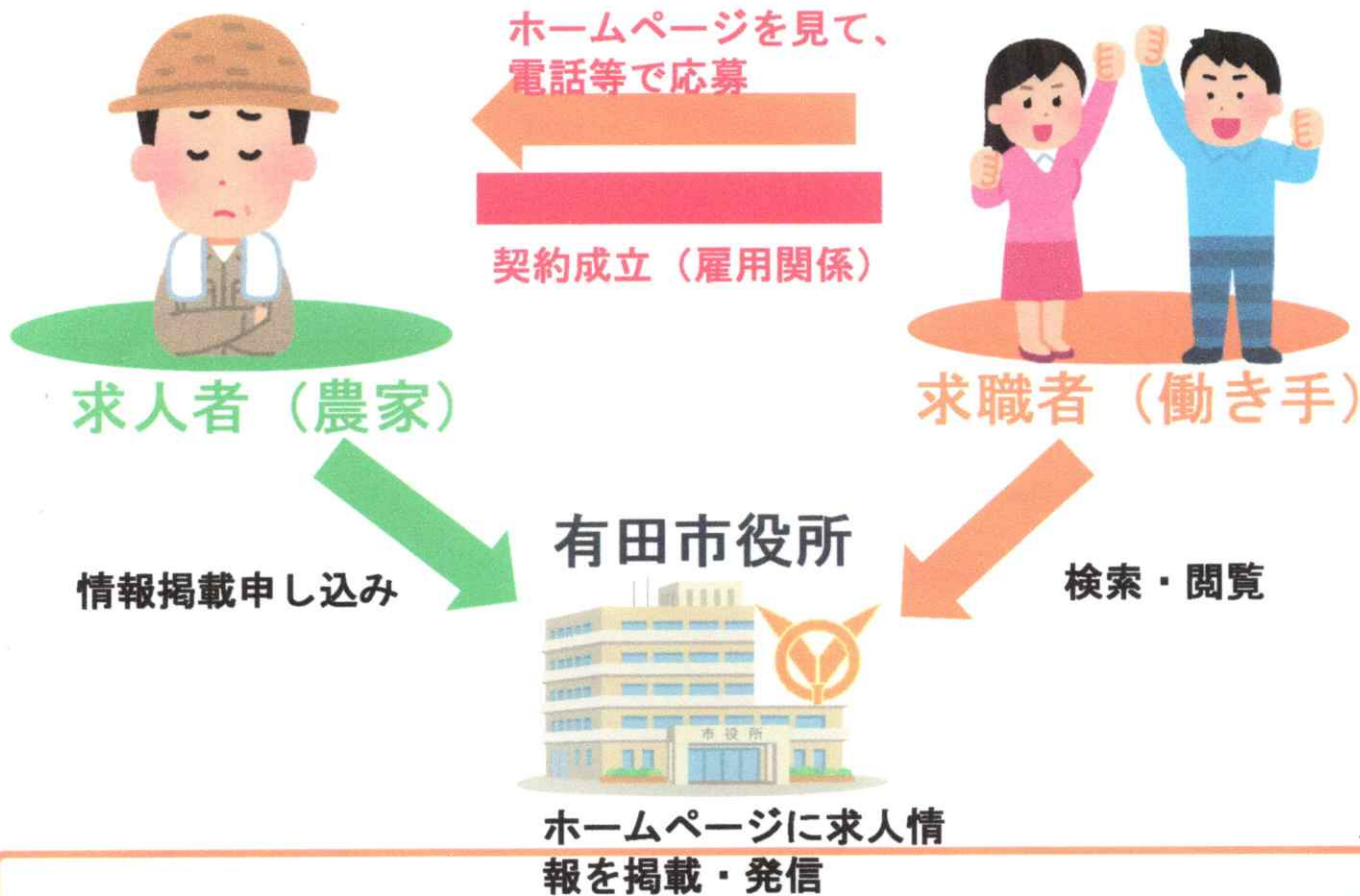 ホームページを見て、
電話等で応募
契約成立（雇用関係）
求人者（農家）
求職者（働き手）
有田市役所
情報掲載申し込み
検索・閲覧
市役所
ホームページに求人情
報を掲載・発信